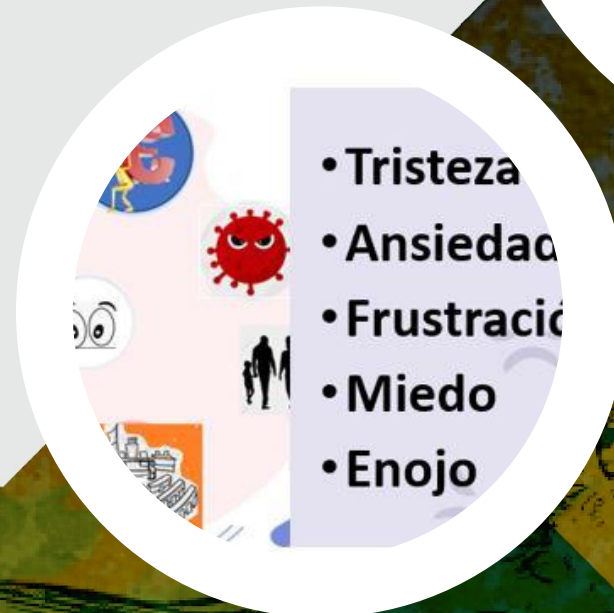 • Tristeza
• Ansiedad
• Frustració
• Miedo
• Enojo